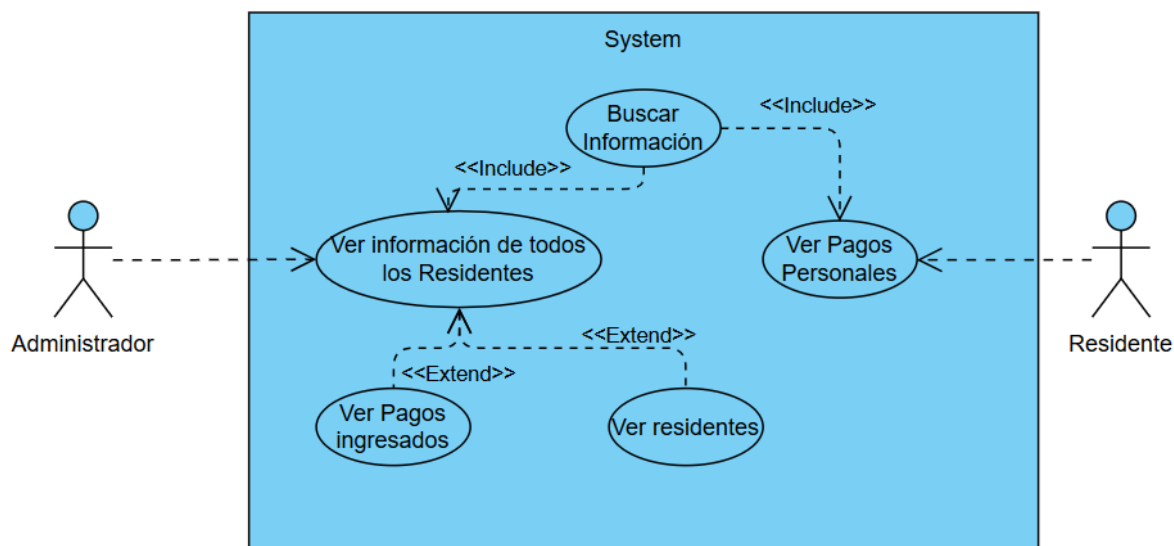 System
Buscar
Información
<<Include>>
<<Include>>
Ver información de todos
los Residentes
Ver Pagos
Personales
Administrador
Residente
<<Extend>>
<<Extend>>
Ver Pagos
ingresados
Ver residentes